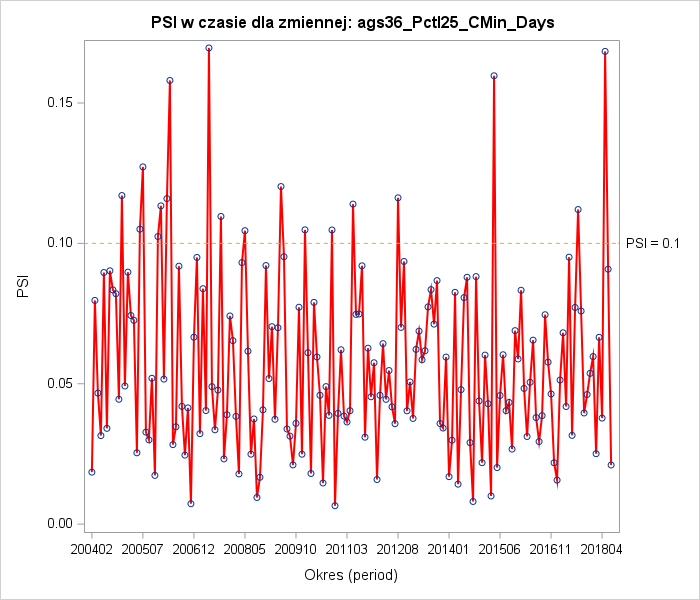 PSI w czasie dla zmiennej: ags36_Pctl25_CMin_Days
0.15
0.10
PSI = 0.1
PSI
0.05
0.00
200402 200507 200612 200805 200910 201103 201208 201401 201506 201611 201804
Okres (period)